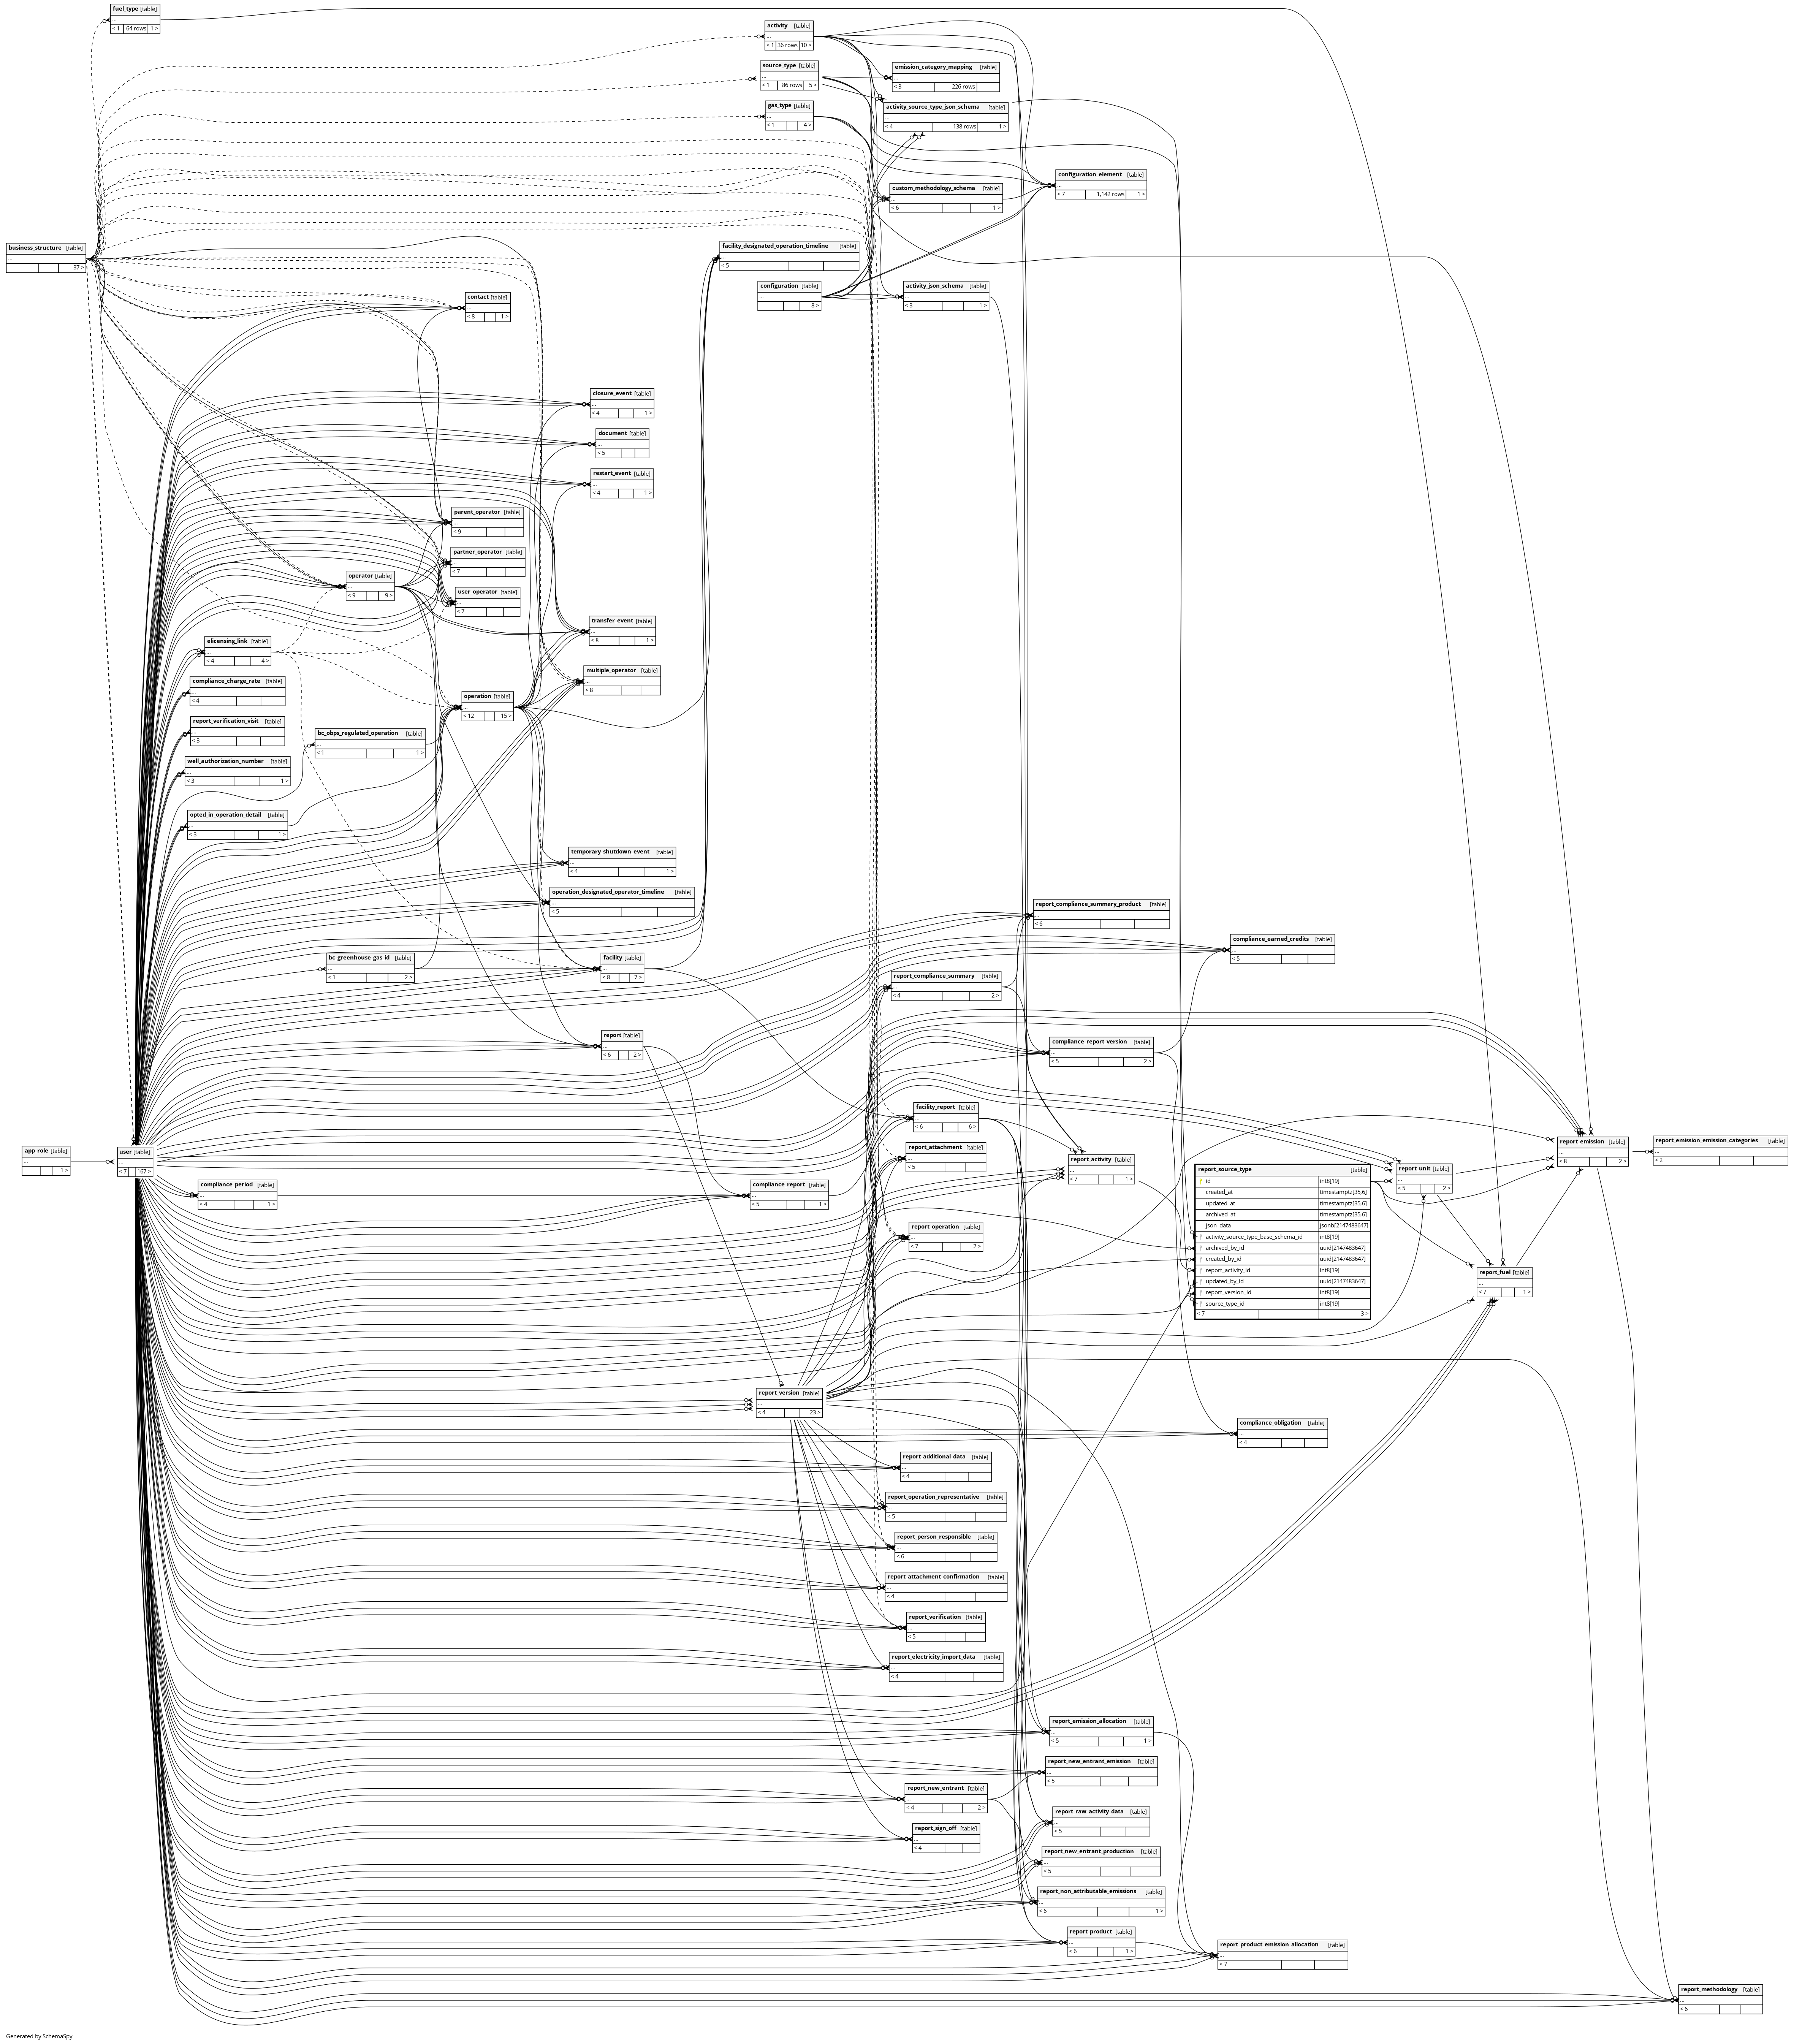 fuel_type [table]
...
< 1 64 rows 1 >
activity [table]
...
< 1 36 rows 10 >
source_type [table]
...
< 1 86 rows 5 >
emission_category_mapping [table]
...
< 3 226 rows
gas_type [table]
...
< 1 4 >
activity_source_type_json_schema [table]
...
< 4 138 rows 1 >
configuration_element [table]
...
< 7 1,142 rows 1 >
custom_methodology_schema [table]
...
< 6 1 >
business_structure [table]
...
37 >
facility_designated_operation_timeline [table]
...
< 5
configuration [table]
...
8 >
activity_json_schema [table]
...
< 3 1 >
contact [table]
...
< 8 1 >
closure_event [table]
...
< 4 1 >
document [table]
...
< 5
restart_event [table]
...
< 4 1 >
parent_operator [table]
...
< 9
partner_operator [table]
...
< 7
operator [table]
...
< 9 9 >
user_operator [table]
...
< 7
transfer_event [table]
...
< 8 1 >
elicensing_link [table]
...
< 4 4 >
multiple_operator [table]
...
< 8
compliance_charge_rate [table]
...
< 4
operation [table]
...
< 12 15 >
report_verification_visit [table]
...
< 3
bc_obps_regulated_operation [table]
...
< 1 1 >
well_authorization_number [table]
...
< 3 1 >
opted_in_operation_detail [table]
...
< 3 1 >
temporary_shutdown_event [table]
...
< 4 1 >
operation_designated_operator_timeline [table]
...
< 5
report_compliance_summary_product [table]
...
< 6
compliance_earned_credits [table]
...
< 5
bc_greenhouse_gas_id [table]
...
< 1 2 >
facility [table]
...
< 8 7 >
report_compliance_summary [table]
...
< 4 2 >
report [table]
...
< 6 2 >
compliance_report_version [table]
...
< 5 2 >
facility_report [table]
...
< 6 6 >
app_role [table]
...
1 >
user [table]
...
< 7 167 >
report_attachment [table]
...
< 5
report_activity [table]
...
< 7 1 >
report_emission [table]
...
< 8 2 >
report_emission_emission_categories [table]
...
< 2
report_unit [table]
...
< 5 2 >
compliance_period [table]
...
< 4 1 >
compliance_report [table]
...
< 5 1 >
report_source_type [table]
id int8[19]
created_at timestamptz[35,6]
updated_at timestamptz[35,6]
archived_at timestamptz[35,6]
json_data jsonb[2147483647]
activity_source_type_base_schema_id int8[19]
archived_by_id uuid[2147483647]
created_by_id uuid[2147483647]
report_activity_id int8[19]
updated_by_id uuid[2147483647]
report_version_id int8[19]
source_type_id int8[19]
< 7 3 >
report_operation [table]
...
< 7 2 >
report_fuel [table]
...
< 7 1 >
report_version [table]
...
< 4 23 >
compliance_obligation [table]
...
< 4
report_additional_data [table]
...
< 4
report_operation_representative [table]
...
< 5
report_person_responsible [table]
...
< 6
report_attachment_confirmation [table]
...
< 4
report_verification [table]
...
< 5
report_electricity_import_data [table]
...
< 4
report_emission_allocation [table]
...
< 5 1 >
report_new_entrant_emission [table]
...
< 5
report_new_entrant [table]
...
< 4 2 >
report_raw_activity_data [table]
...
< 5
report_sign_off [table]
...
< 4
report_new_entrant_production [table]
...
< 5
report_non_attributable_emissions [table]
...
< 6 1 >
report_product [table]
...
< 6 1 >
report_product_emission_allocation [table]
...
< 7
report_methodology [table]
...
< 6
Generated by SchemaSpy